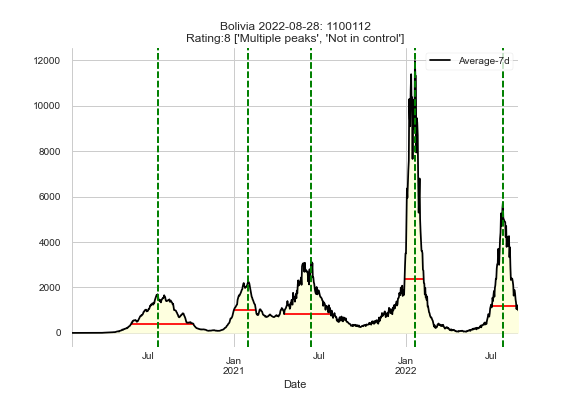 Bolivia 2022-08-28: 1100112
Rating:8 ['Multiple peaks', 'Not in control']
Average-7d
12000
10000
8000
6000
4000
2000
0
Jul
Jan
2021
Jul
Jan
2022
Jul
Date